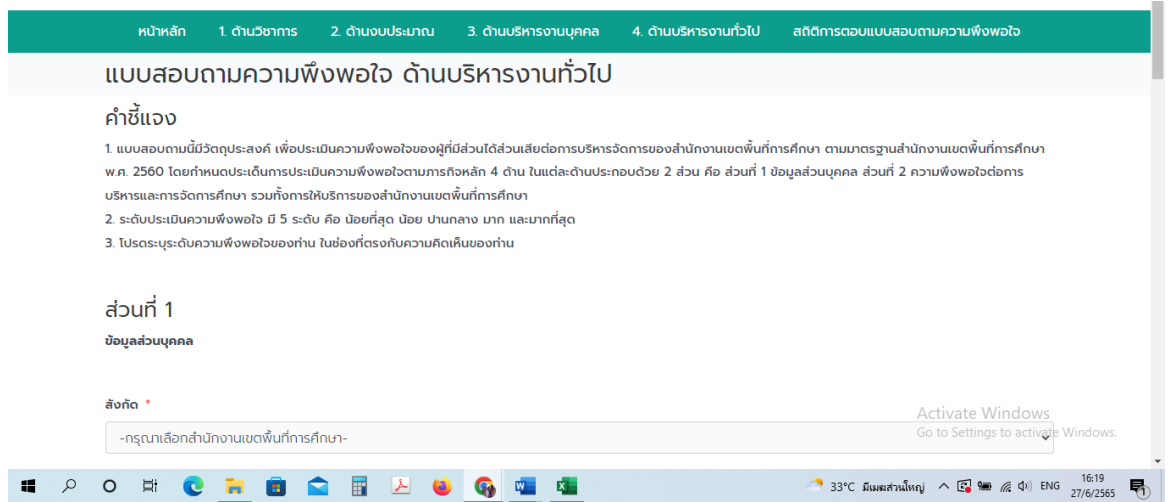 หน้าหลัก 1. ด้านวิชาการ 2. ด้านงบประมาณ 3. ด้านบริหารงานบุคคล 4. ด้านบริหารงานทั่วไป สถิติการตอบแบบสอบถามความพึงพอใจ
แบบสอบถามความพึงพอใจ ด้านบริหารงานทั่วไป
คำชี้แจง
1. แบบสอบถามนี้มีวัตถุประสงค์ เพื่อประเมินความพึงพอใจของผู้ที่มีส่วนได้ส่วนเสียต่อการบริหารจัดการของสำนักงานเขตพื้นที่การศึกษา ตามมาตรฐานสำนักงานเขตพื้นที่การศึกษา
พ.ศ. 2560 โดยกำหนดประเด็นการประเมินความพึงพอใจตามภารกิจหลัก 4 ด้าน ในแต่ละด้านประกอบด้วย 2 ส่วน คือ ส่วนที่ 1 ข้อมูลส่วนบุคคล ส่วนที่ 2 ความพึงพอใจต่อการ
บริหารและการจัดการศึกษา รวมทั้งการให้บริการของสำนักงานเขตพื้นที่การศึกษา
2. ระดับประเมินความพึงพอใจ มี 5 ระดับ คือ น้อยที่สุด น้อย ปานกลาง มาก และมากที่สุด
3. โปรดระบุระดับความพึงพอใจของท่าน ในช่องที่ตรงกับความคิดเห็นของท่าน
ส่วนที่ 1
ข้อมูลส่วนบุคคล
สังกัด *
-กรุณาเลือกสำนักงานเขตพื้นที่การศึกษา-
Activate Windows
Go to Settings to activate Windows.
33°C มีเมฆส่วนใหญ่ ENG 16:19
27/6/2565 1